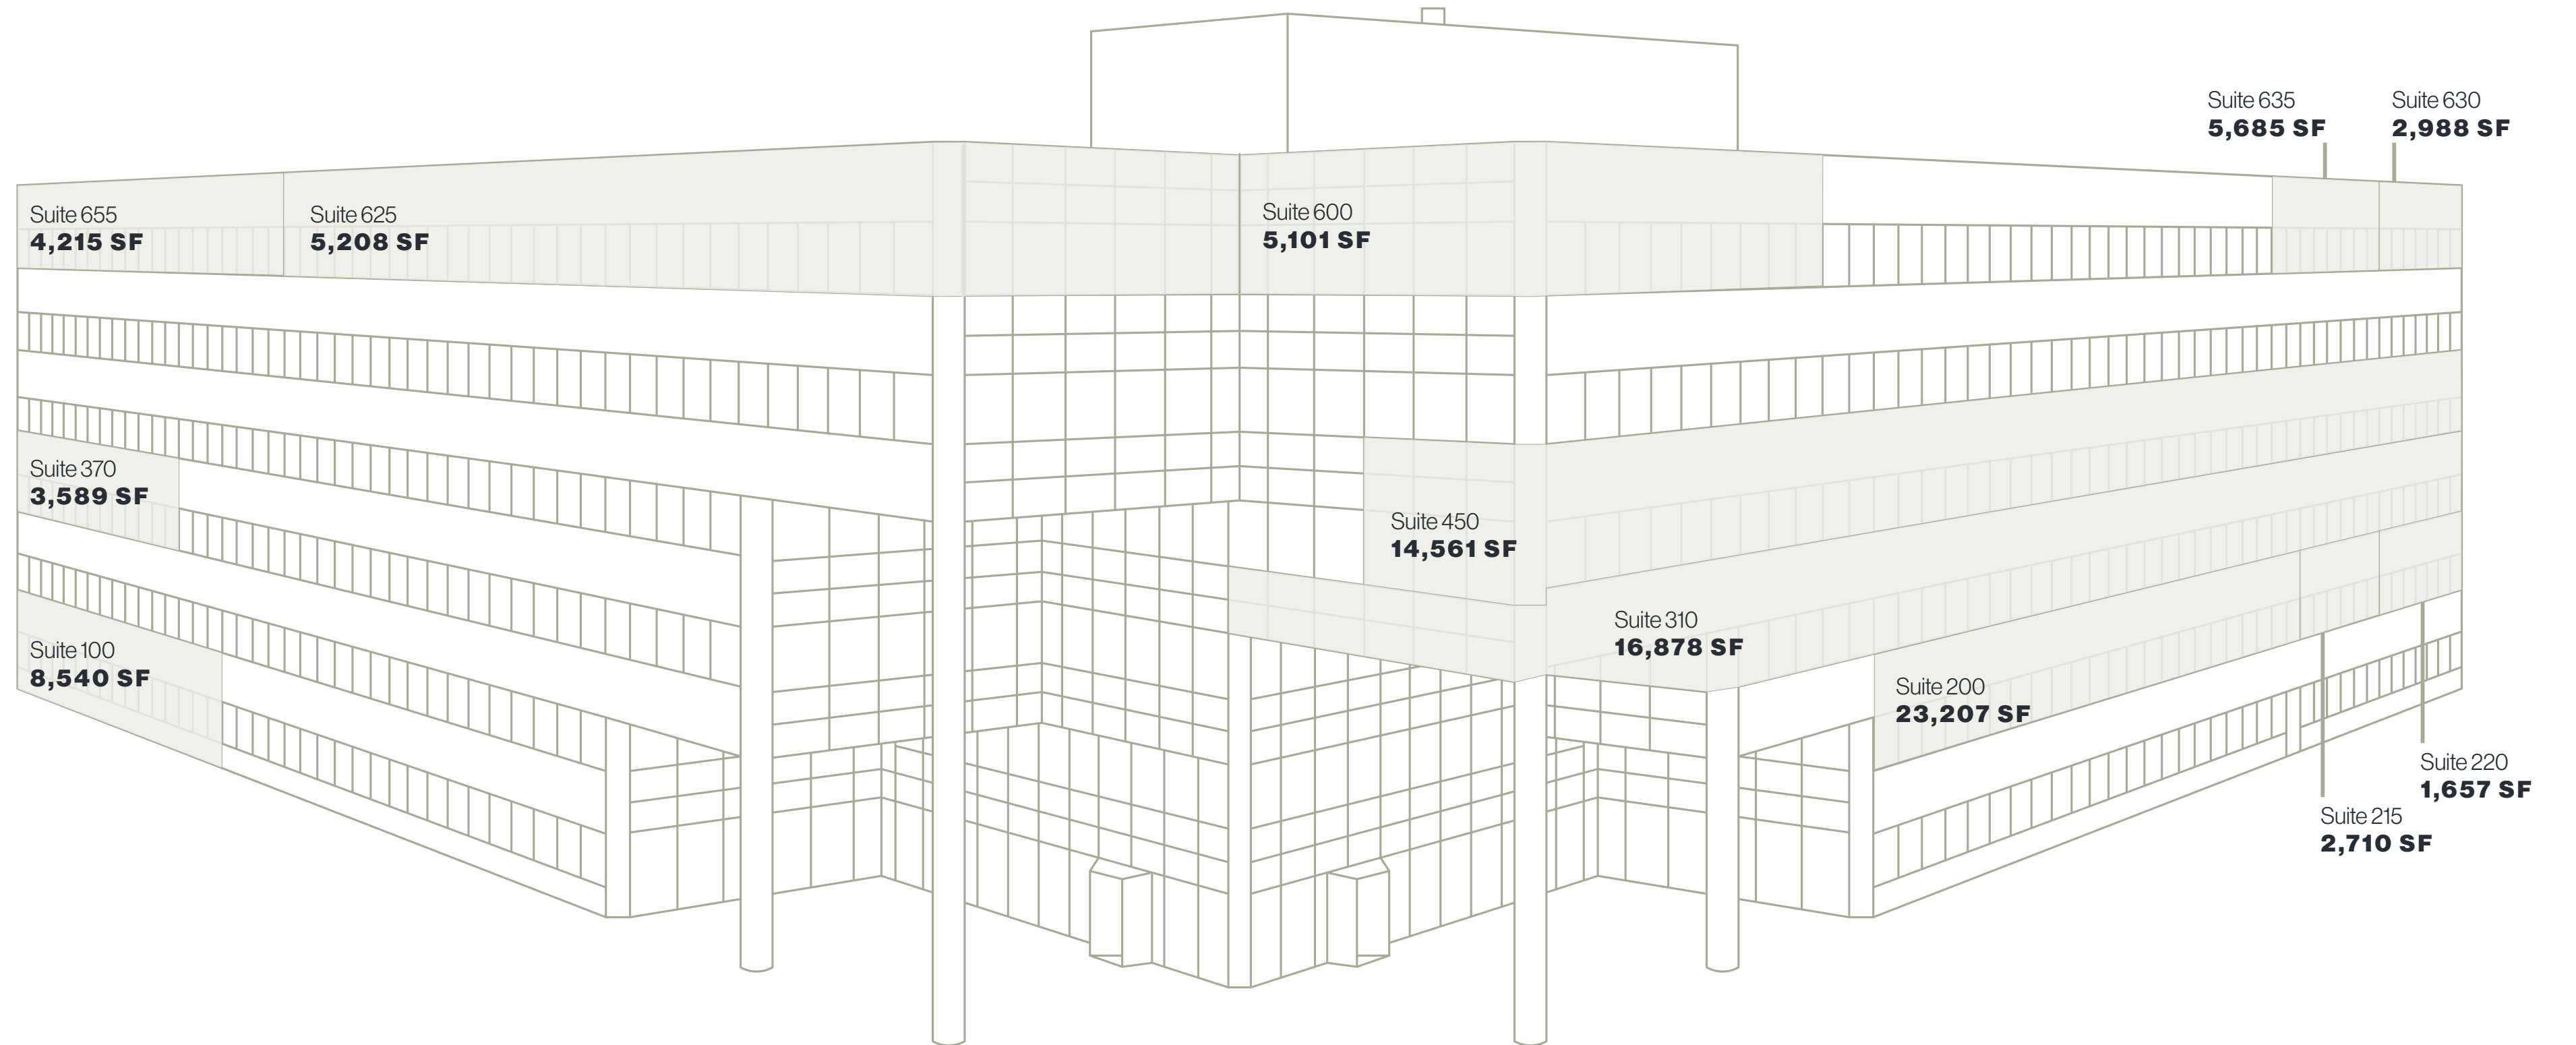 Suite 635
5,685 SF
Suite 630
2,988 SF
Suite 655
4,215 SF
Suite 625
5,208 SF
Suite 600
5,101 SF
Suite 370
3,589 SF
Suite 450
14,561 SF
Suite 310
16,878 SF
Suite 100
8,540 SF
Suite 200
23,207 SF
Suite 220
1,657 SF
Suite 215
2,710 SF